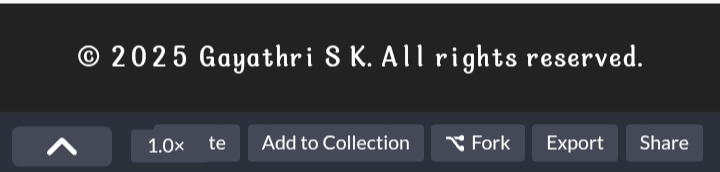 © 2025 Gayathri S K. All rights reserved.
1.0× te Add to Collection Fork Export Share